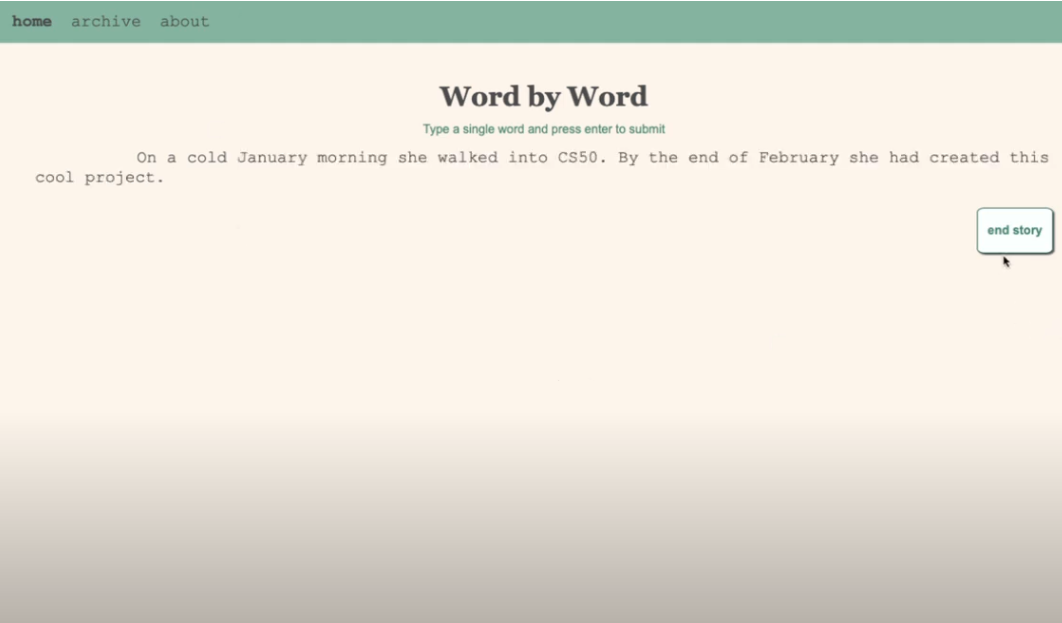 home archive about
Word by Word
Type a single word and press enter to submit
On a cold January morning she walked into CS50. By the end of February she had created this
cool project.
end story